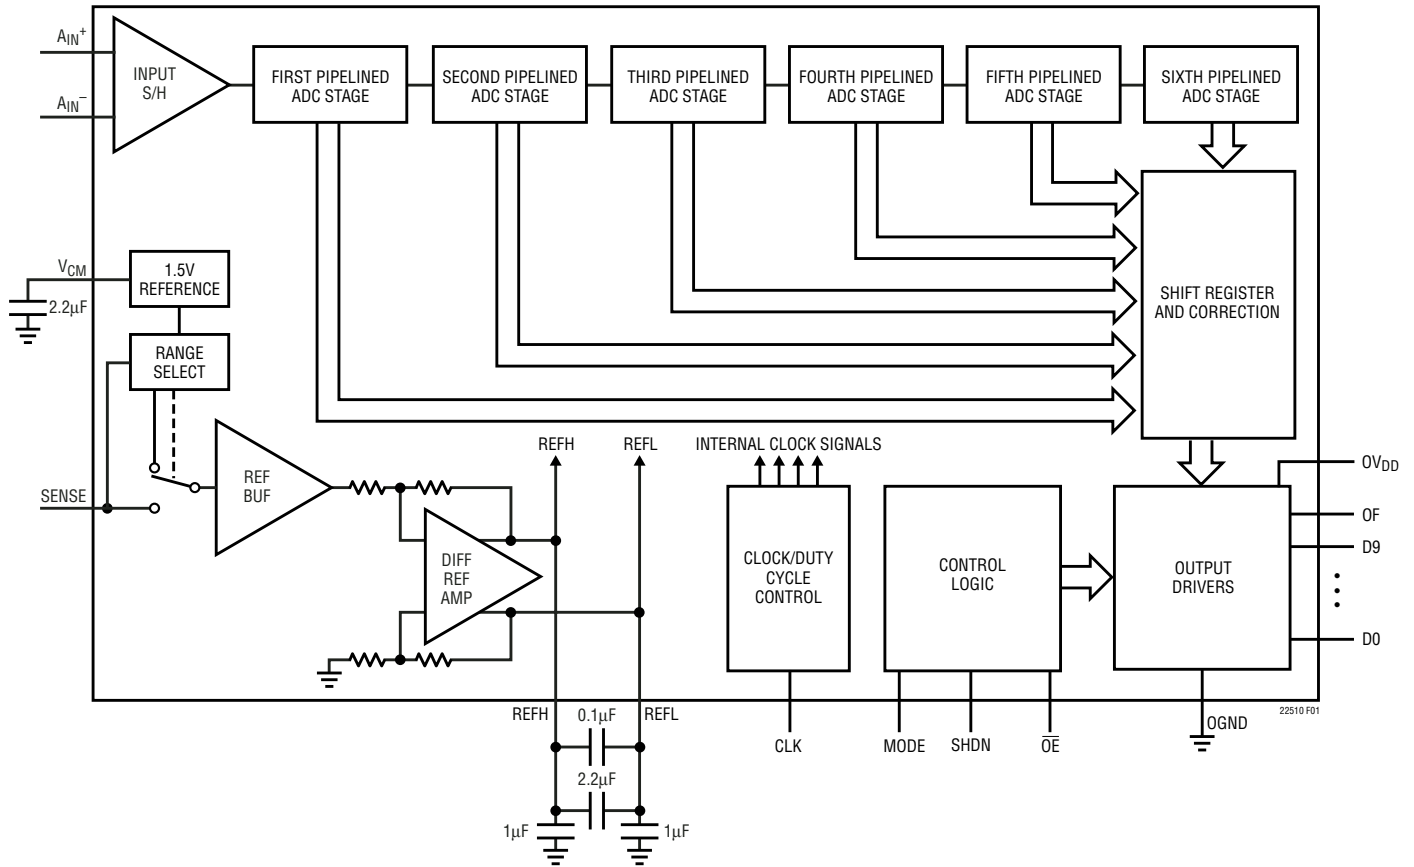 AIN+
AIN–
INPUT
S/H
FIRST PIPELINED
ADC STAGE
SECOND PIPELINED
ADC STAGE
THIRD PIPELINED
ADC STAGE
FOURTH PIPELINED
ADC STAGE
FIFTH PIPELINED
ADC STAGE
SIXTH PIPELINED
ADC STAGE
VCM
2.2µF
1.5V
REFERENCE
RANGE
SELECT
SHIFT REGISTER
AND CORRECTION
SENSE
REF
BUF
DIFF
REF
AMP
REFH
REFL
INTERNAL CLOCK SIGNALS
CLOCK/DUTY
CYCLE
CONTROL
CONTROL
LOGIC
OUTPUT
DRIVERS
OVDD
OF
D9
D0
22510 F01
REFH
0.1µF
REFL
2.2µF
1µF
1µF
CLK
MODE
SHDN
O̅E̅
OGND